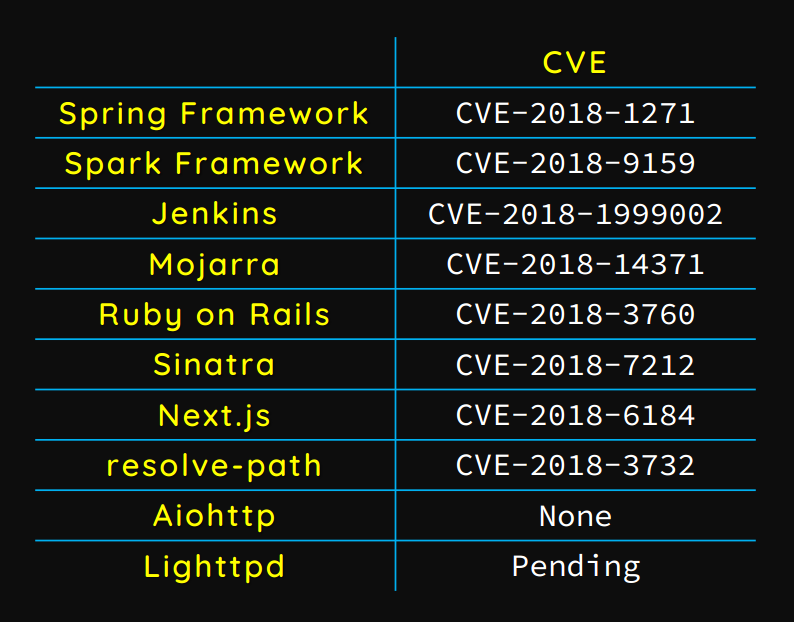 CVE
Spring Framework CVE-2018-1271
Spark Framework CVE-2018-9159
Jenkins CVE-2018-1999002
Mojarra CVE-2018-14371
Ruby on Rails CVE-2018-3760
Sinatra CVE-2018-7212
Next.js CVE-2018-6184
resolve-path CVE-2018-3732
Aiohttp None
Lighttpd Pending